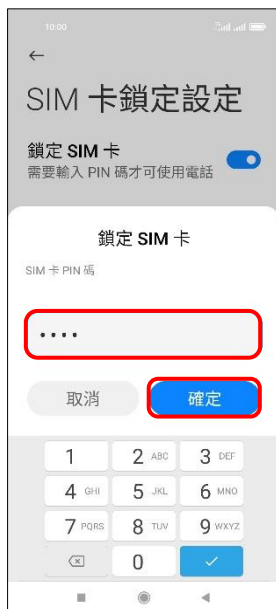 10:00
SIM 卡鎖定設定
鎖定 SIM 卡
需要輸入 PIN 碼才可使用電話
鎖定 SIM 卡
SIM 卡 PIN 碼
••••
取消
確定
1
2 ABC
3 DEF
4 GHI
5 JKL
6 MNO
7 PQRS
8 TUV
9 WXYZ
0